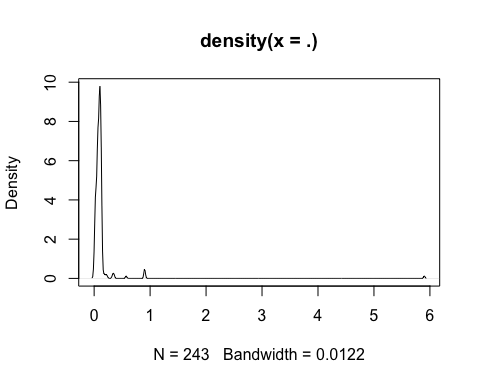 density(x = .)
Density
10
8
6
4
2
0
0 1 2 3 4 5 6
N = 243 Bandwidth = 0.0122